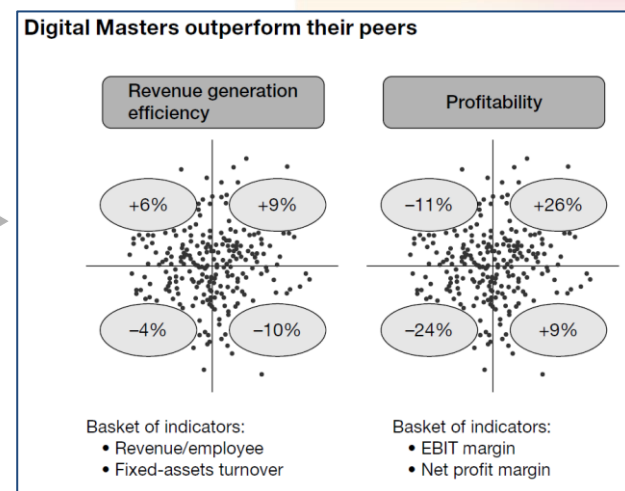 Digital Masters outperform their peers
Revenue generation
efficiency
Profitability
+6%
+9%
–4%
–10%
–11%
+26%
–24%
+9%
Basket of indicators:
• Revenue/employee
• Fixed-assets turnover
Basket of indicators:
• EBIT margin
• Net profit margin